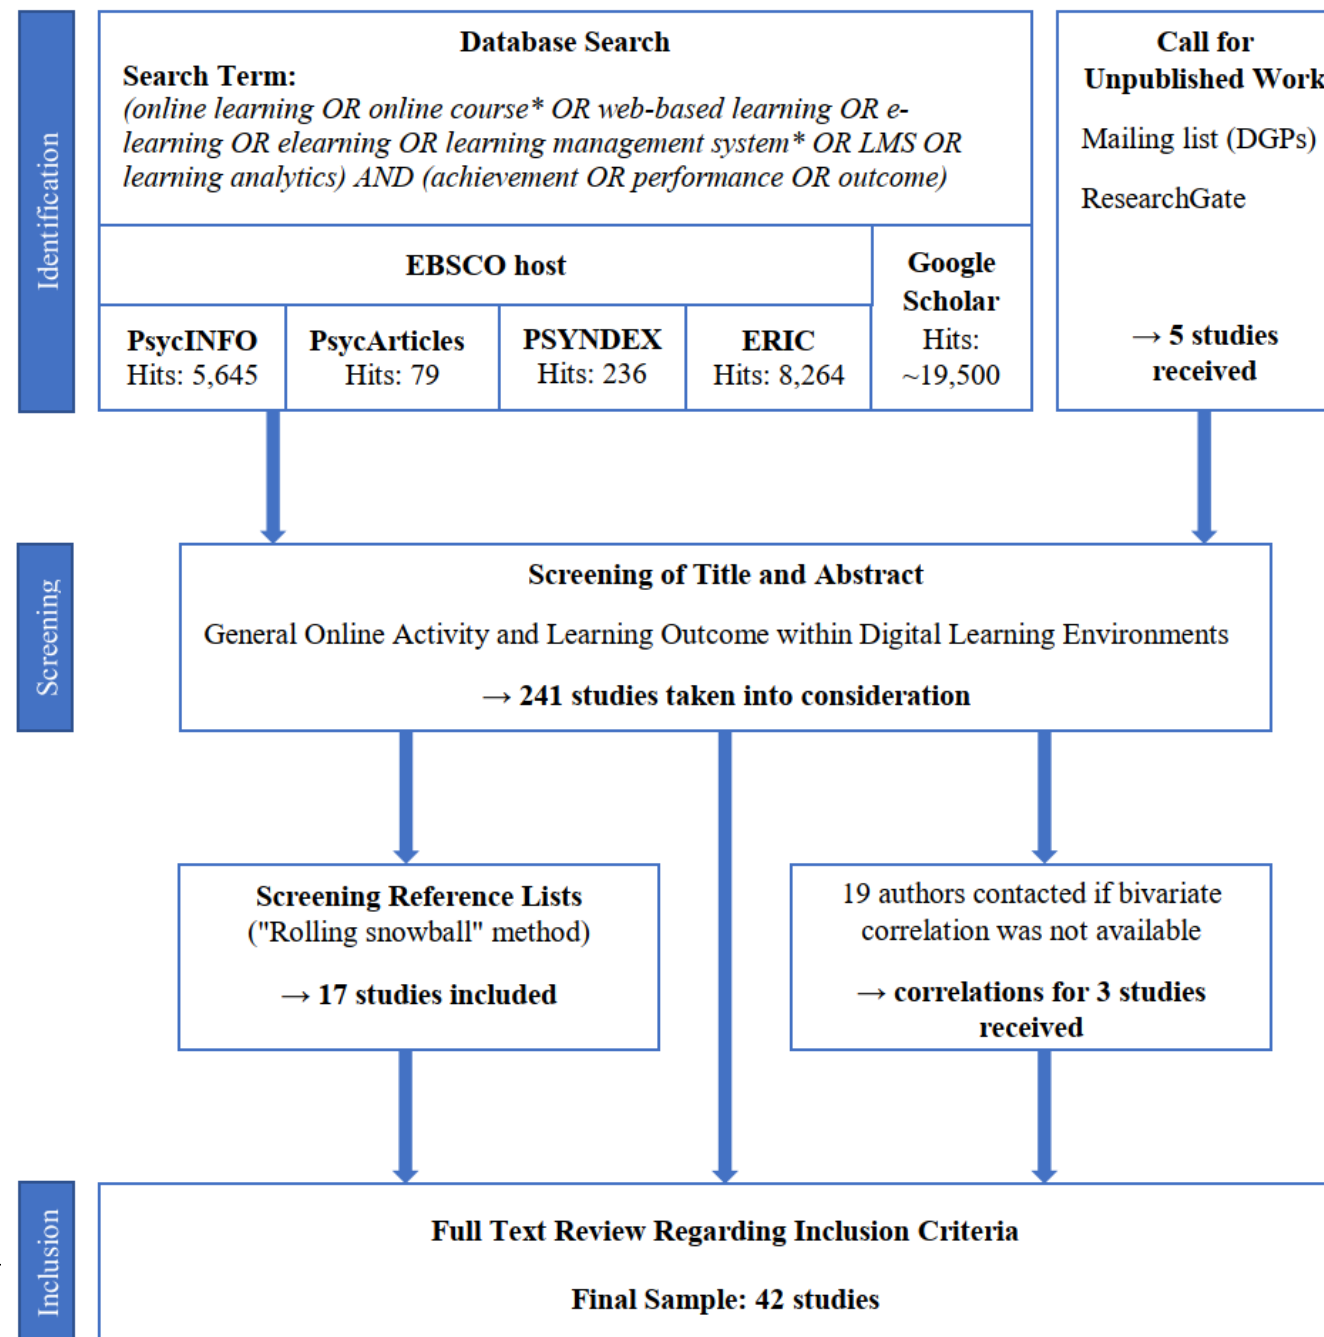 Identification
Database Search
Search Term:
(online learning OR online course* OR web-based learning OR e-
learning OR elearning OR learning management system* OR LMS OR
learning analytics) AND (achievement OR performance OR outcome)
EBSCO host
PsycINFO
Hits: 5,645
PsycArticles
Hits: 79
PSYNDEX
Hits: 236
ERIC
Hits: 8,264
Google
Scholar
Hits:
~19,500
Call for
Unpublished Work
Mailing list (DGPs)
ResearchGate
→ 5 studies
received
Screening
Screening of Title and Abstract
General Online Activity and Learning Outcome within Digital Learning Environments
→ 241 studies taken into consideration
Screening Reference Lists
("Rolling snowball" method)
→ 17 studies included
19 authors contacted if bivariate
correlation was not available
→ correlations for 3 studies
received
Inclusion
Full Text Review Regarding Inclusion Criteria
Final Sample: 42 studies